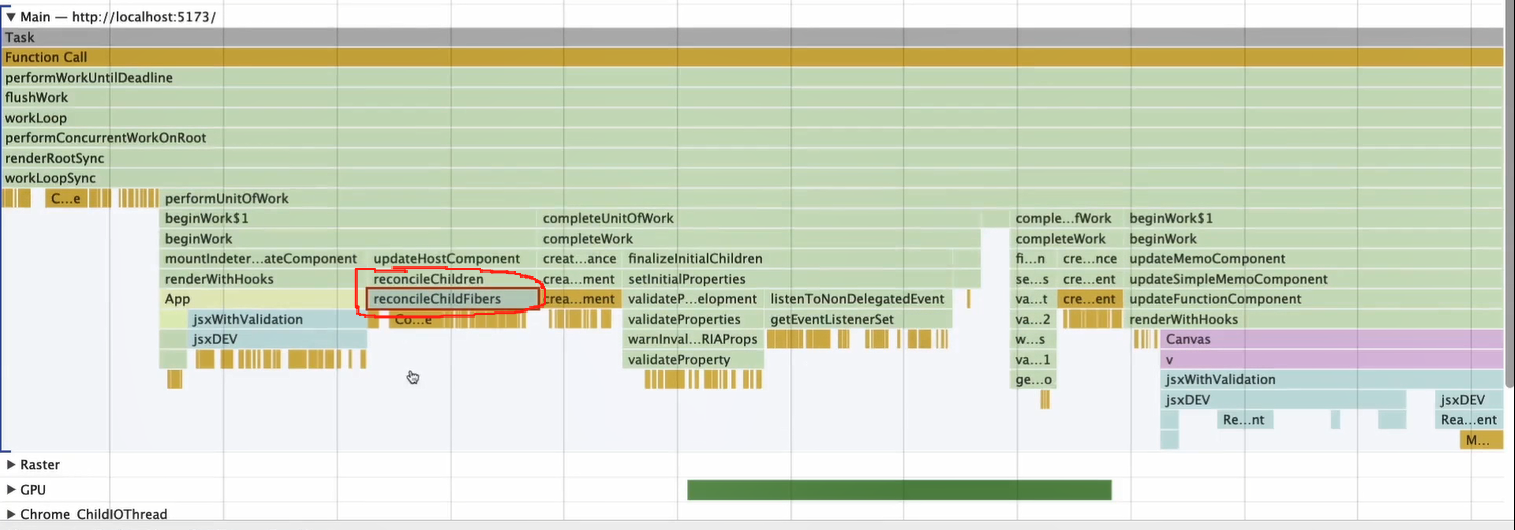 Main — http://localhost:5173/
Task
Function Call
performWorkUntilDeadline
flushWork
workLoop
performConcurrentWorkOnRoot
renderRootSync
workLoopSync
C...e performUnitOfWork
beginWork$1 completeUnitOfWork comple...fWork beginWork$1
beginWork completeWork completeWork beginWork
mountIndeter...ateComponent updateHostComponent creat...ance finalizeInitialChildren fi...n cre...nce updateMemoComponent
renderWithHooks reconcileChildren crea...ment setInitialProperties se...s cre...ment updateSimpleMemoComponent
App reconcileChildFibers crea...ment validateP...elopment listenToNonDelegatedEvent va...t cre...ent updateFunctionComponent
jsxWithValidation Co...e validateProperties getEventListenerSet va...2 renderWithHooks
jsxDEV warnInval...RIAProps w...s Canvas
validateProperty va...1 v
ge...o jsxWithValidation
jsxDEV jsxDEV
Re...nt Rea...ent
M...
Raster
GPU
Chrome_ChildIOThread